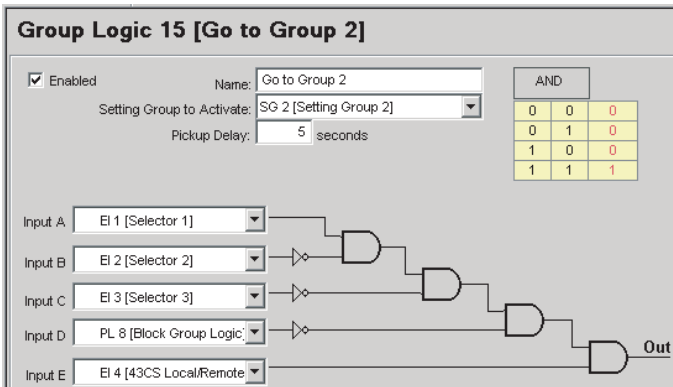 Group Logic 15 [Go to Group 2]
Enabled
Name: Go to Group 2
Setting Group to Activate: SG 2 [Setting Group 2]
Pickup Delay: 5 seconds
AND
0 0 0
0 1 0
1 0 0
1 1 1
Input A EI 1 [Selector 1]
Input B EI 2 [Selector 2]
Input C EI 3 [Selector 3]
Input D PL 8 [Block Group Logic]
Out
Input E EI 4 [43CS Local/Remote